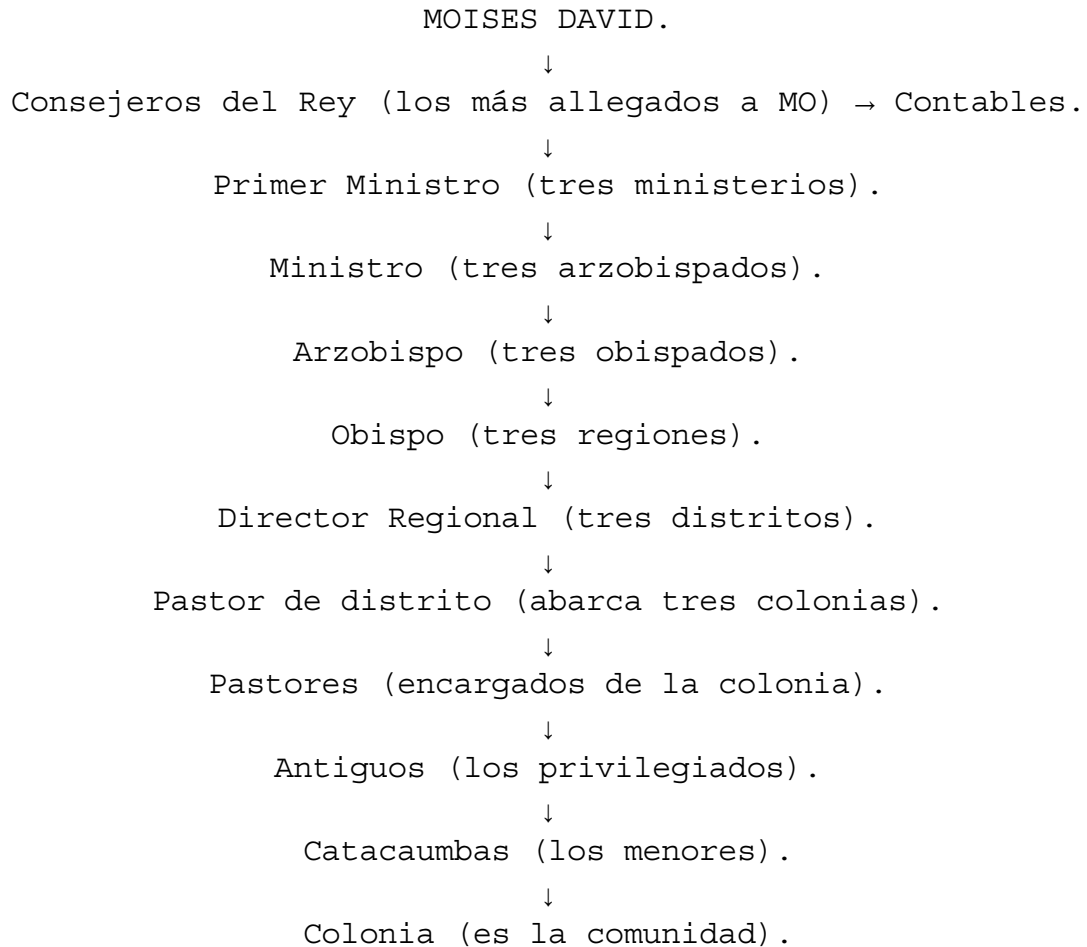 MOISES DAVID.
↓
Consejeros del Rey (los más allegados a MO) → Contables.
↓
Primer Ministro (tres ministerios).
↓
Ministro (tres arzobispados).
↓
Arzobispo (tres obispados).
↓
Obispo (tres regiones).
↓
Director Regional (tres distritos).
↓
Pastor de distrito (abarca tres colonias).
↓
Pastores (encargados de la colonia).
↓
Antiguos (los privilegiados).
↓
Catacaumbas (los menores).
↓
Colonia (es la comunidad).